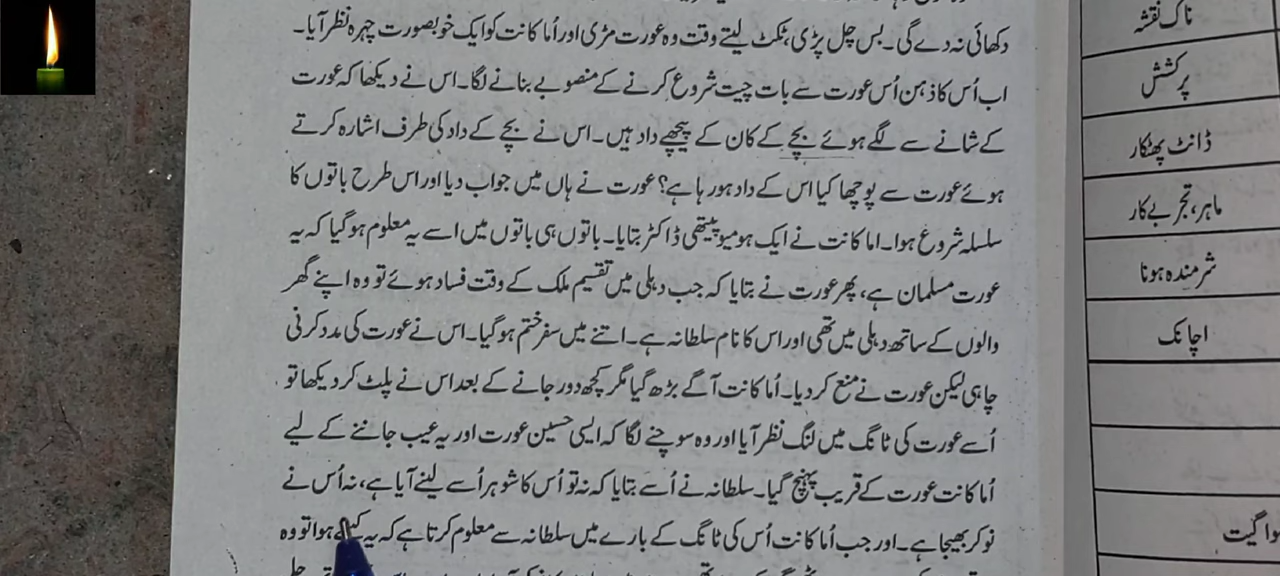 دکھائی نہ دے گی۔ بس چل پڑی، ٹکٹ لیتے وقت وہ عورت مڑی اور اُما کانت کو ایک خوبصورت چہرہ نظر آیا۔
اب اُس کا ذہن اُس عورت سے بات چیت شروع کرنے کے منصوبے بنانے لگا۔ اس نے دیکھا کہ عورت
کے شانے سے لگے ہوئے بچے کے کان کے پیچھے داد ہیں۔ اس نے بچے کے داد کی طرف اشارہ کرتے
ہوئے عورت سے پوچھا کیا اس کے داد ہو رہا ہے؟ عورت نے ہاں میں جواب دیا اور اس طرح باتوں کا
سلسلہ شروع ہوا۔ اما کانت نے ایک ہومیوپیتھی ڈاکٹر بتایا۔ باتوں ہی باتوں میں اسے یہ معلوم ہوگیا کہ یہ
عورت مسلمان ہے، پھر عورت نے بتایا کہ جب دہلی میں تقسیم ملک کے وقت فساد ہوئے تو وہ اپنے گھر
والوں کے ساتھ دہلی میں تھی اور اس کا نام سلطانہ ہے۔ اتنے میں سفر ختم ہوگیا۔ اس نے عورت کی مدد کرنی
چاہی لیکن عورت نے منع کردیا۔ اُما کانت آگے بڑھ گیا مگر کچھ دور جانے کے بعد اس نے پلٹ کر دیکھا تو
اُسے عورت کی ٹانگ میں لنگ نظر آیا اور وہ سوچنے لگا کہ ایسی حسین عورت اور یہ عیب جاننے کے لیے
اُما کانت عورت کے قریب پہنچ گیا۔ سلطانہ نے اُسے بتایا کہ نہ تو اُس کا شوہر اُسے لینے آیا ہے، نہ اُس نے
نوکر بھیجا ہے۔ اور جب اُما کانت اُس کی ٹانگ کے بارے میں سلطانہ سے معلوم کرتا ہے کہ یہ کیسے ہوا تو وہ
ناک نقشہ
پرکشش
ڈانٹ پھٹکار
ماہر، تجربے کار
شرمندہ ہونا
اچانک